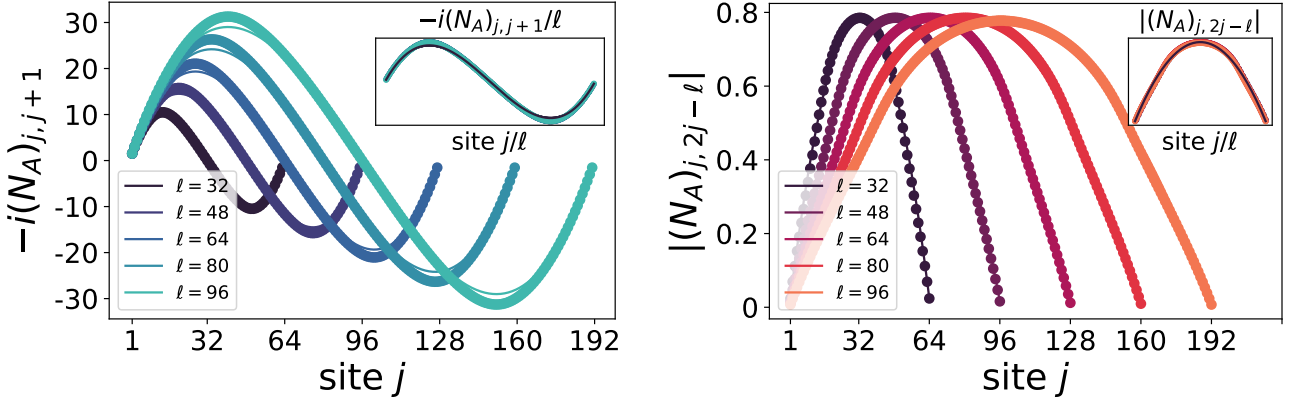 −i(N_A)_{j, j+1}
30
20
10
0
-10
-20
-30
1
32
64
96
128
160
192
site j
ℓ = 32
ℓ = 48
ℓ = 64
ℓ = 80
ℓ = 96
−i(N_A)_{j, j+1}/ℓ
site j/ℓ
|(N_A)_{j, 2j−ℓ}|
0.8
0.6
0.4
0.2
0
1
32
64
96
128
160
192
site j
ℓ = 32
ℓ = 48
ℓ = 64
ℓ = 80
ℓ = 96
|(N_A)_{j, 2j−ℓ}|
site j/ℓ